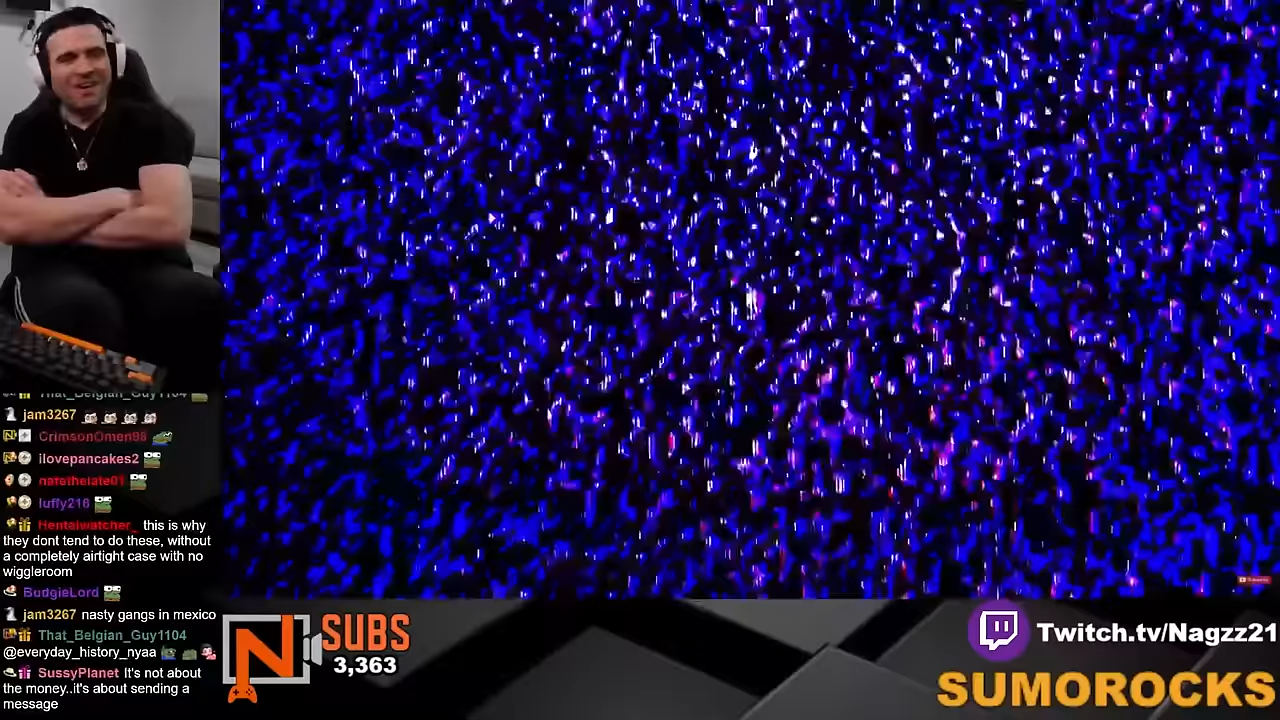 That_Belgian_Guy1104
jam3267
CrimsonOmen98
ilovepancakes2
natethelate01
luffy216
Hentaiwatcher_ this is why
they dont tend to do these, without
a completely airtight case with no
wiggleroom
BudgieLord
jam3267 nasty gangs in mexico
That_Belgian_Guy1104
@everyday_history_nyaa
SussyPlanet It's not about
the money..it's about sending a
message
N SUBS
3,363
Twitch.tv/Nagzz21
SUMOROCKS